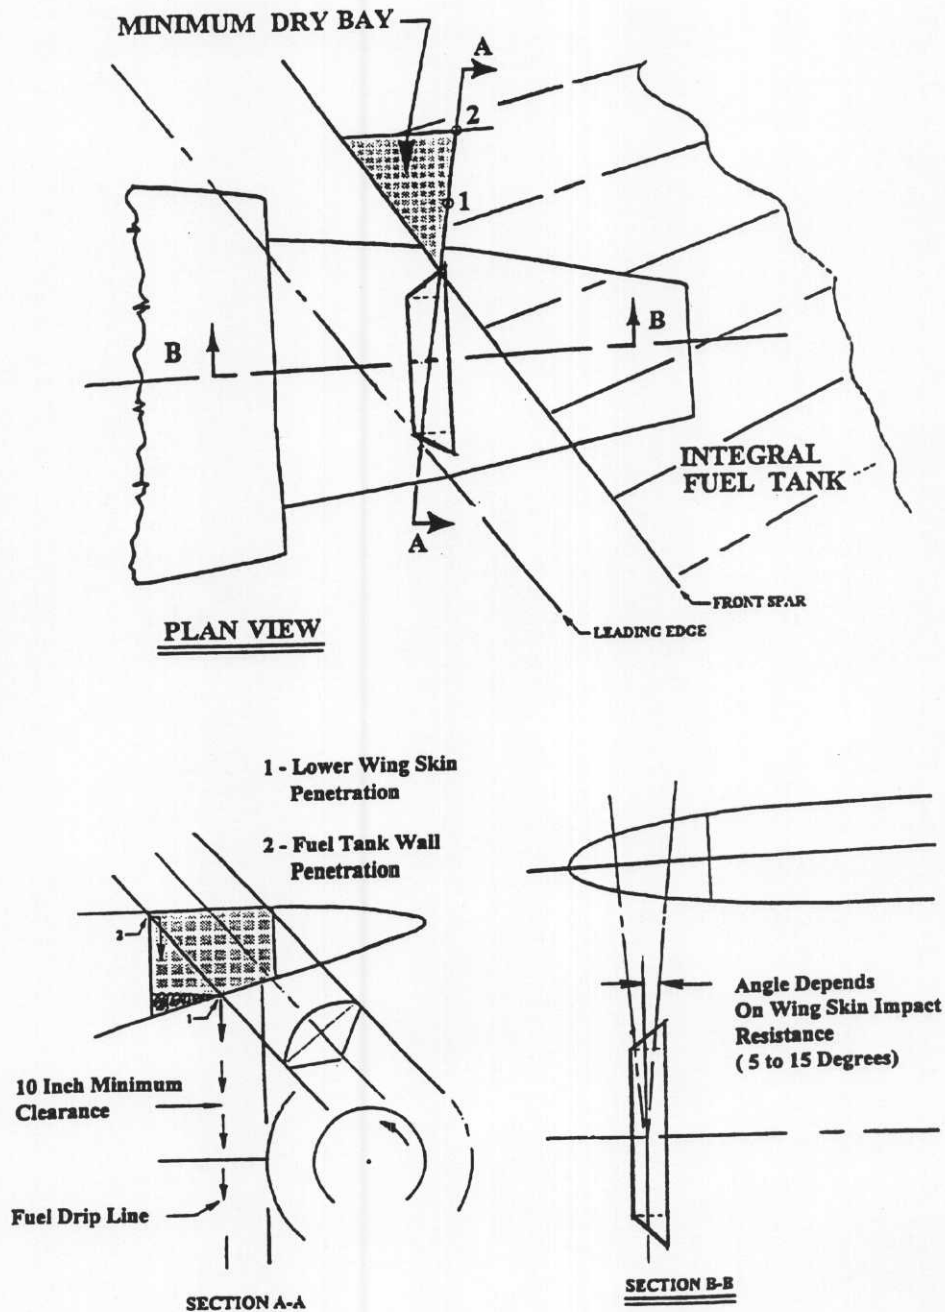 MINIMUM DRY BAY
A
2
1
B
B
INTEGRAL
FUEL TANK
A
FRONT SPAR
LEADING EDGE
PLAN VIEW
1 - Lower Wing Skin
Penetration
2 - Fuel Tank Wall
Penetration
2
1
10 Inch Minimum
Clearance
Fuel Drip Line
SECTION A-A
Angle Depends
On Wing Skin Impact
Resistance
( 5 to 15 Degrees)
SECTION B-B